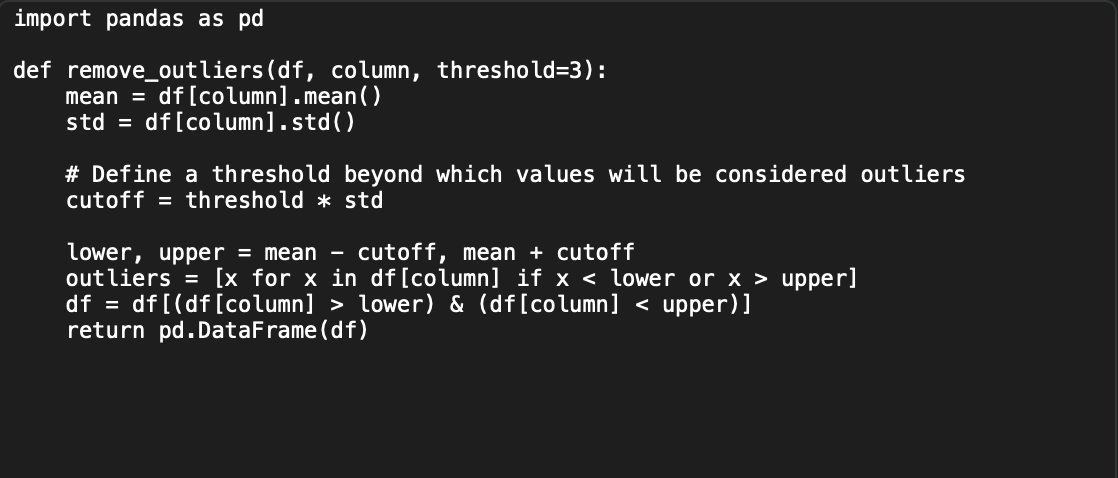 import pandas as pd
def remove_outliers(df, column, threshold=3):
    mean = df[column].mean()
    std = df[column].std()
    # Define a threshold beyond which values will be considered outliers
    cutoff = threshold * std
    lower, upper = mean - cutoff, mean + cutoff
    outliers = [x for x in df[column] if x < lower or x > upper]
    df = df[(df[column] > lower) & (df[column] < upper)]
    return pd.DataFrame(df)